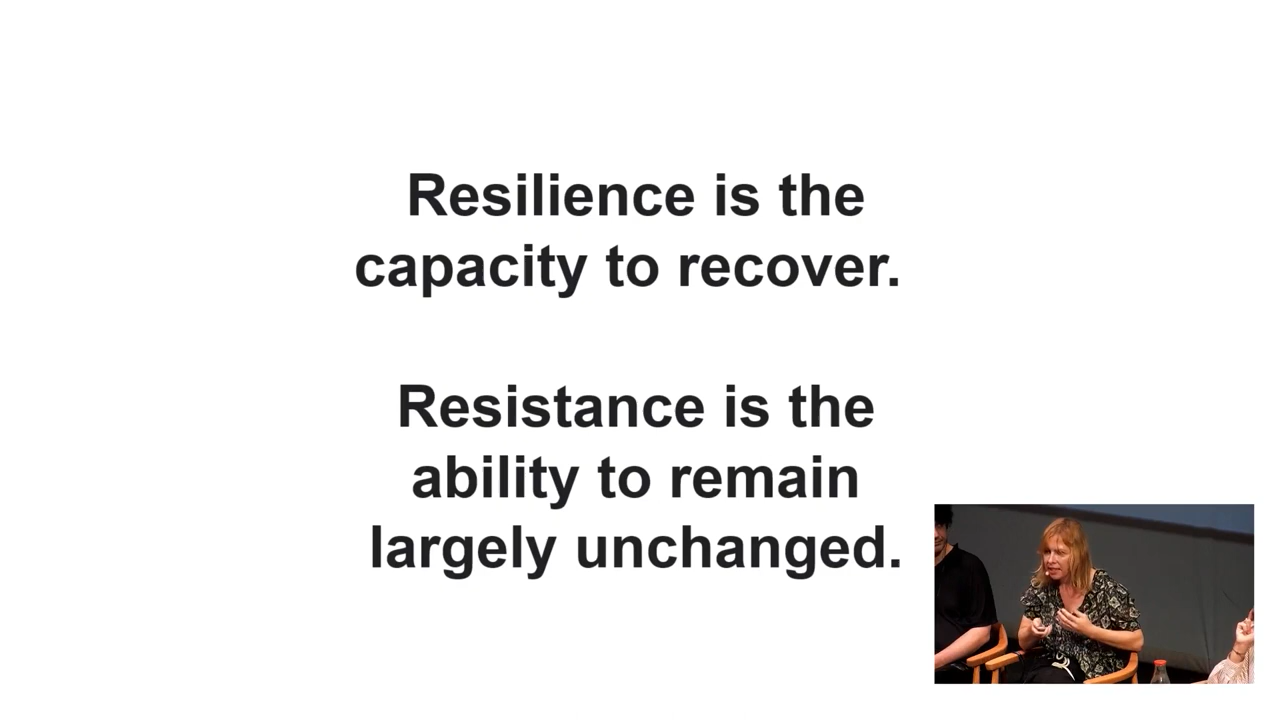 Resilience is the
capacity to recover.
Resistance is the
ability to remain
largely unchanged.